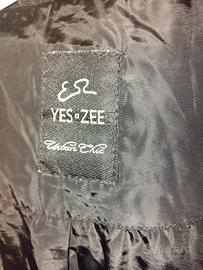 YES ZEE
Urban Chic